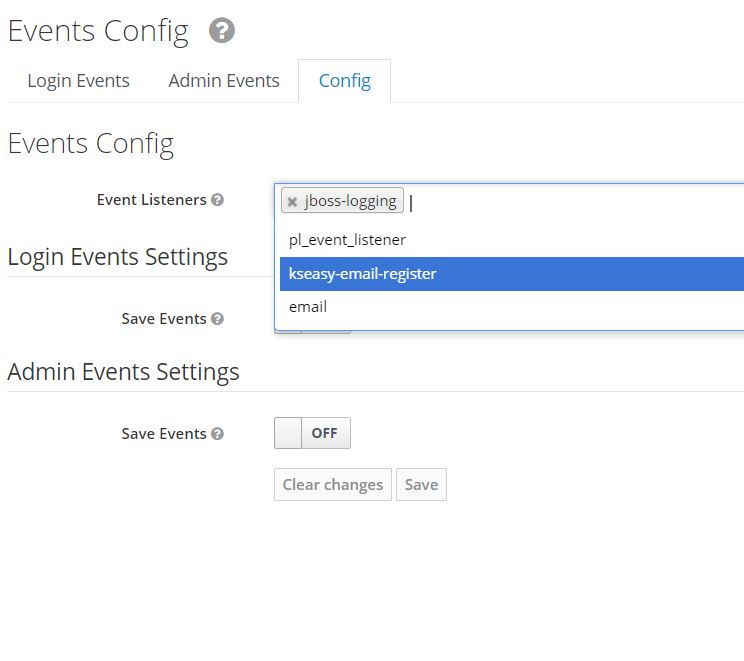 Events Config
Login Events Admin Events Config
Events Config
Event Listeners jboss-logging
pl_event_listener
kseasy-email-register
email
Login Events Settings
Save Events
Admin Events Settings
Save Events OFF
Clear changes Save